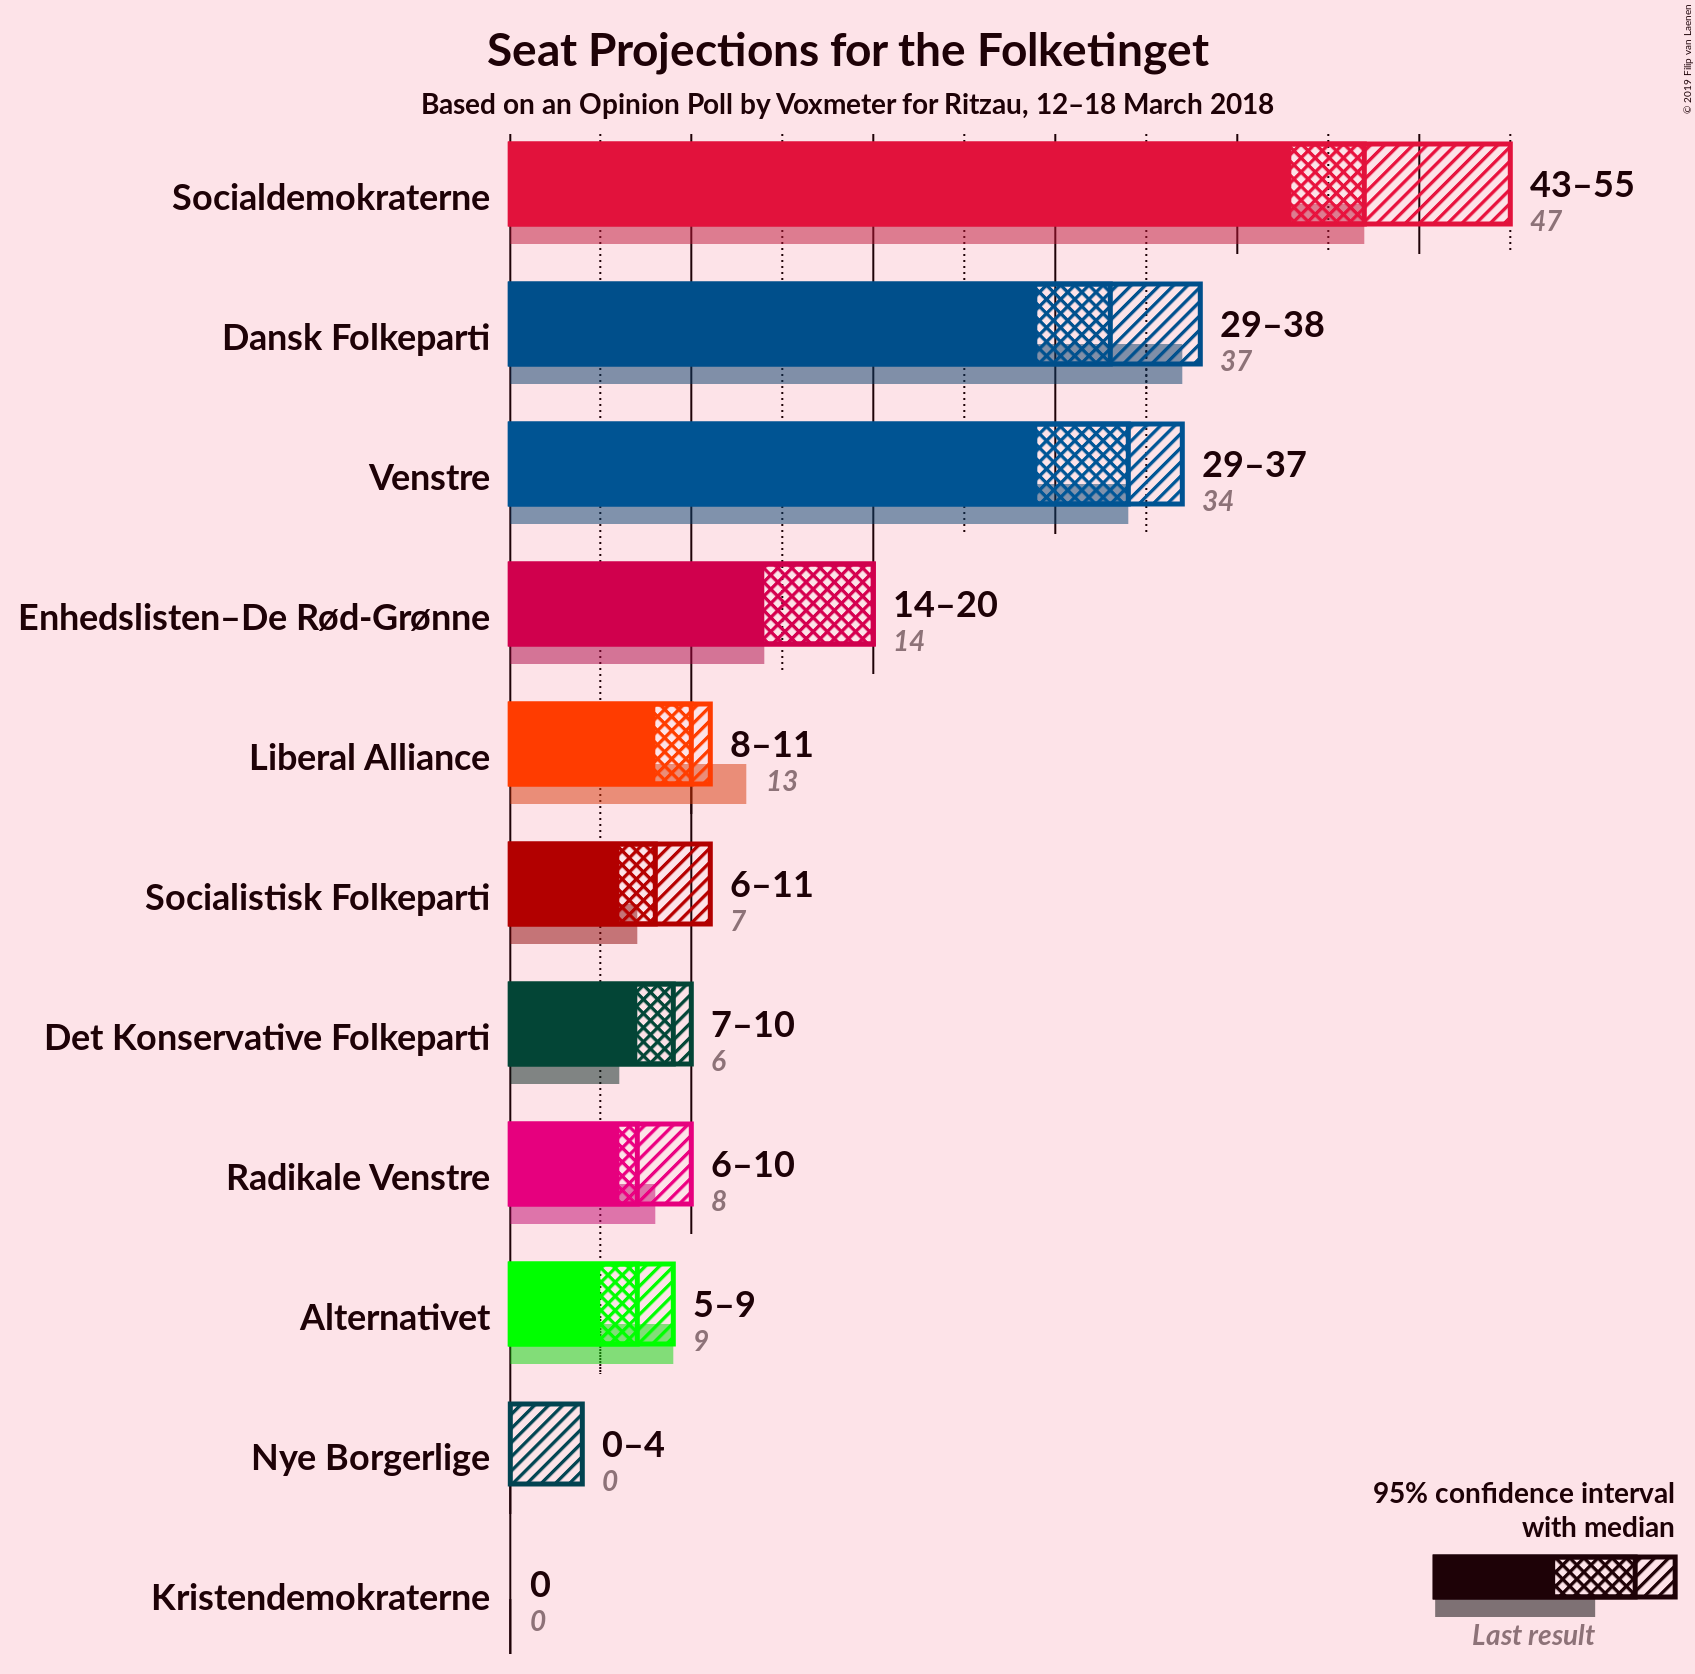 © 2019 Filip van Laenen
Seat Projections for the Folketinget
Based on an Opinion Poll by Voxmeter for Ritzau, 12–18 March 2018
Socialdemokraterne
43–55
47
Dansk Folkeparti
29–38
37
Venstre
29–37
34
Enhedslisten–De Rød-Grønne
14–20
14
Liberal Alliance
8–11
13
Socialistisk Folkeparti
6–11
7
Det Konservative Folkeparti
7–10
6
Radikale Venstre
6–10
8
Alternativet
5–9
9
Nye Borgerlige
0–4
0
Kristendemokraterne
0
0
95% confidence interval
with median
Last result